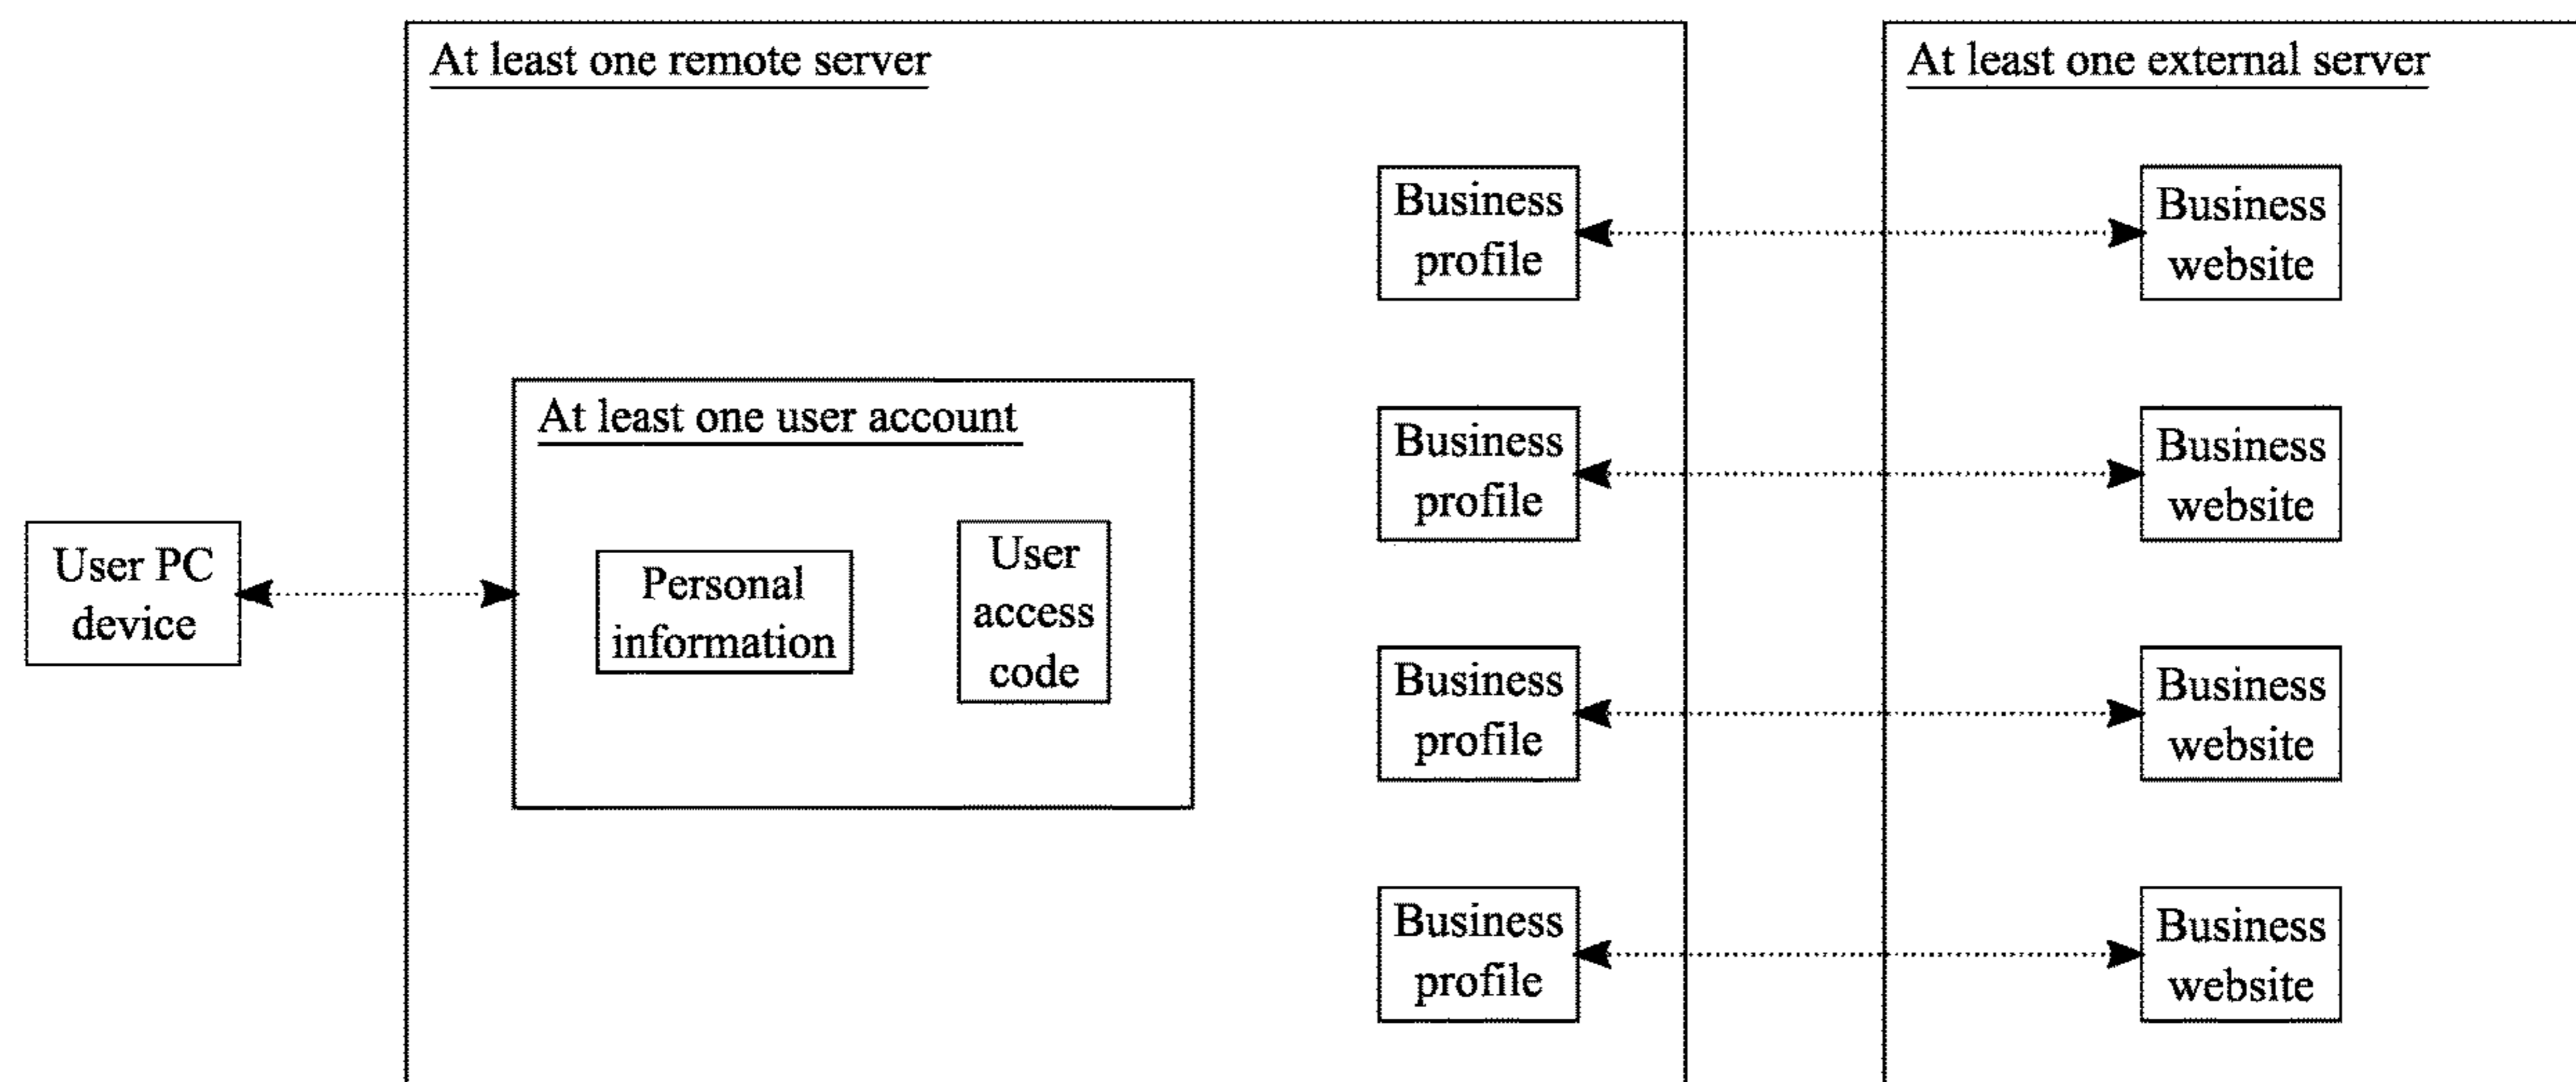 At least one remote server
At least one external server
Business
profile
Business
website
At least one user account
Business
profile
Business
website
User PC
device
Personal
information
User
access
code
Business
profile
Business
website
Business
profile
Business
website